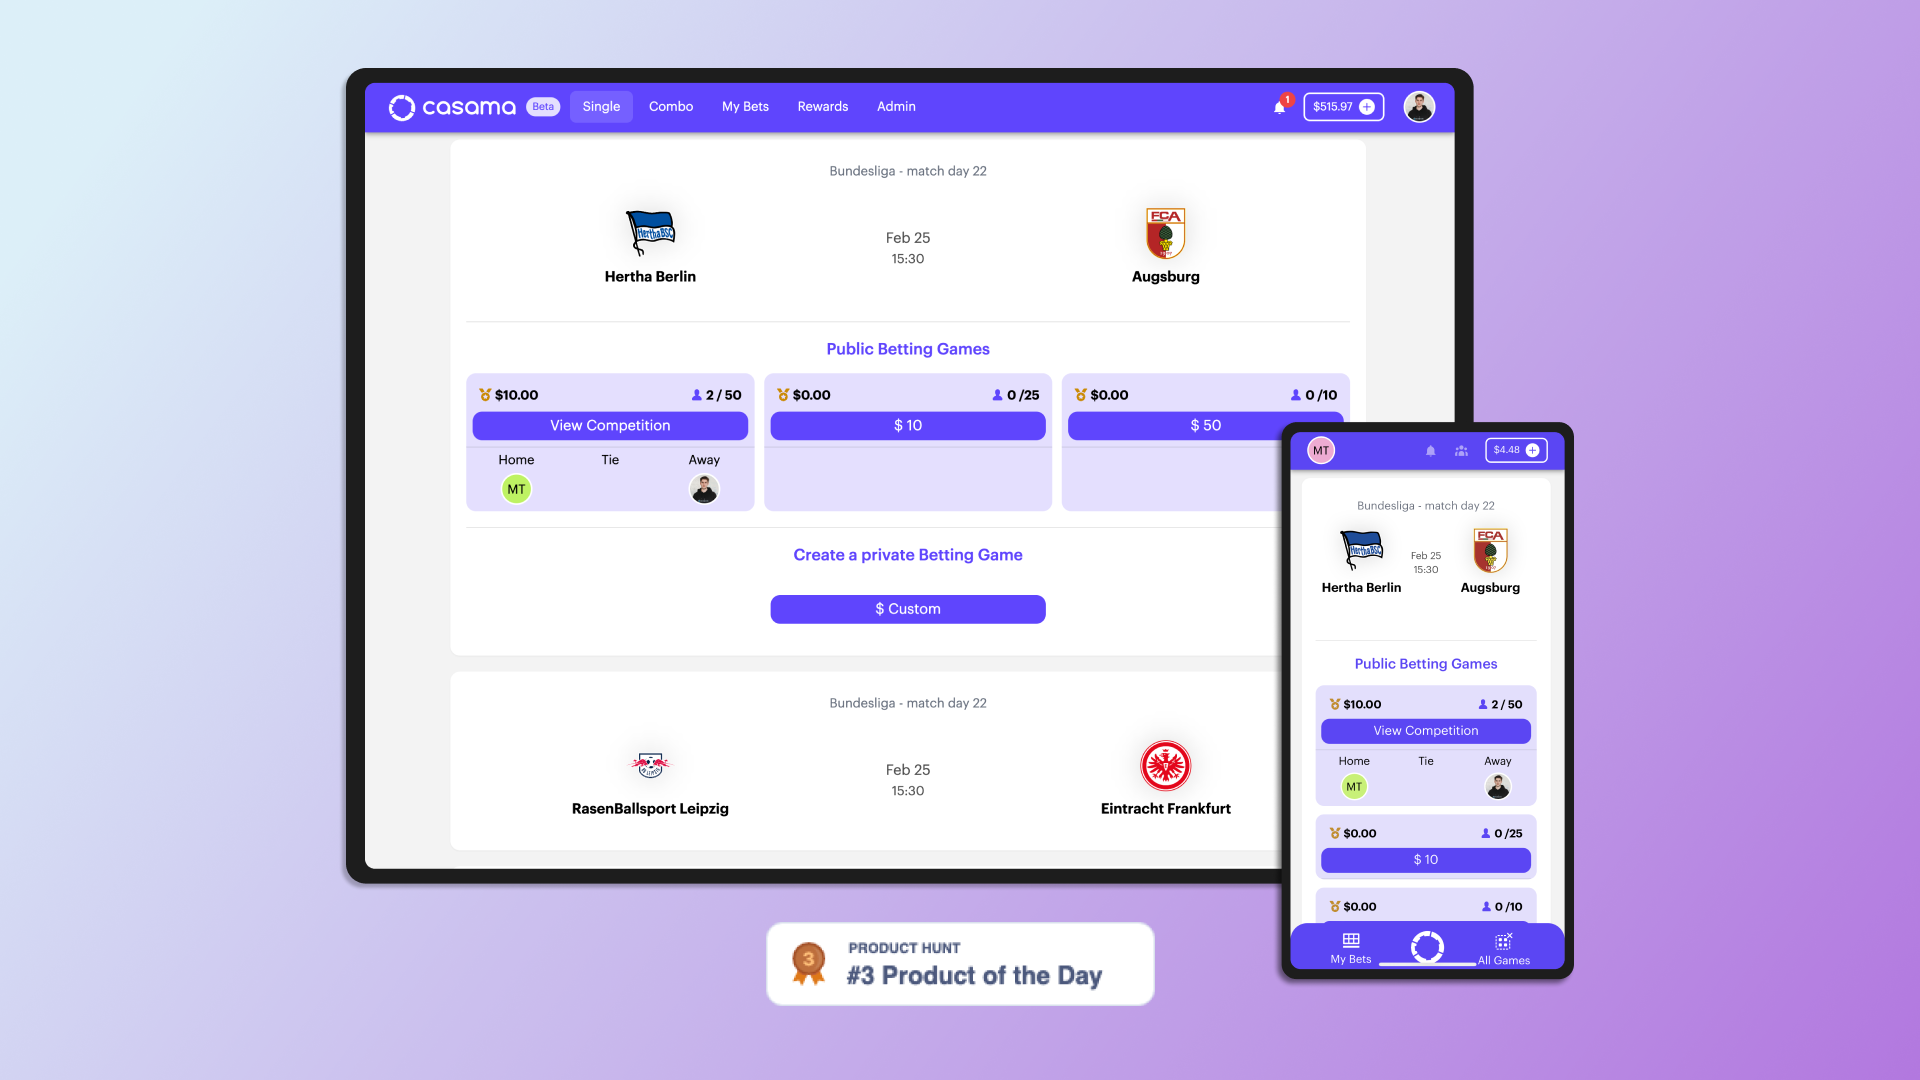 casama Beta Single Combo My Bets Rewards Admin 1 $515.97
Bundesliga - match day 22
HerthaBSC
FCA
1907
Feb 25
15:30
Hertha Berlin
Augsburg
Public Betting Games
$10.00 2 / 50
View Competition
Home Tie Away
MT
$0.00 0 /25
$ 10
$0.00 0 /10
$ 50
Create a private Betting Game
$ Custom
Bundesliga - match day 22
Feb 25
15:30
RasenBallsport Leipzig
Eintracht Frankfurt
MT $4.48
Bundesliga - match day 22
HerthaBSC
FCA
Feb 25
15:30
Hertha Berlin
Augsburg
Public Betting Games
$10.00 2 / 50
View Competition
Home Tie Away
MT
$0.00 0 /25
$ 10
$0.00 0 /10
My Bets
All Games
3
PRODUCT HUNT
#3 Product of the Day